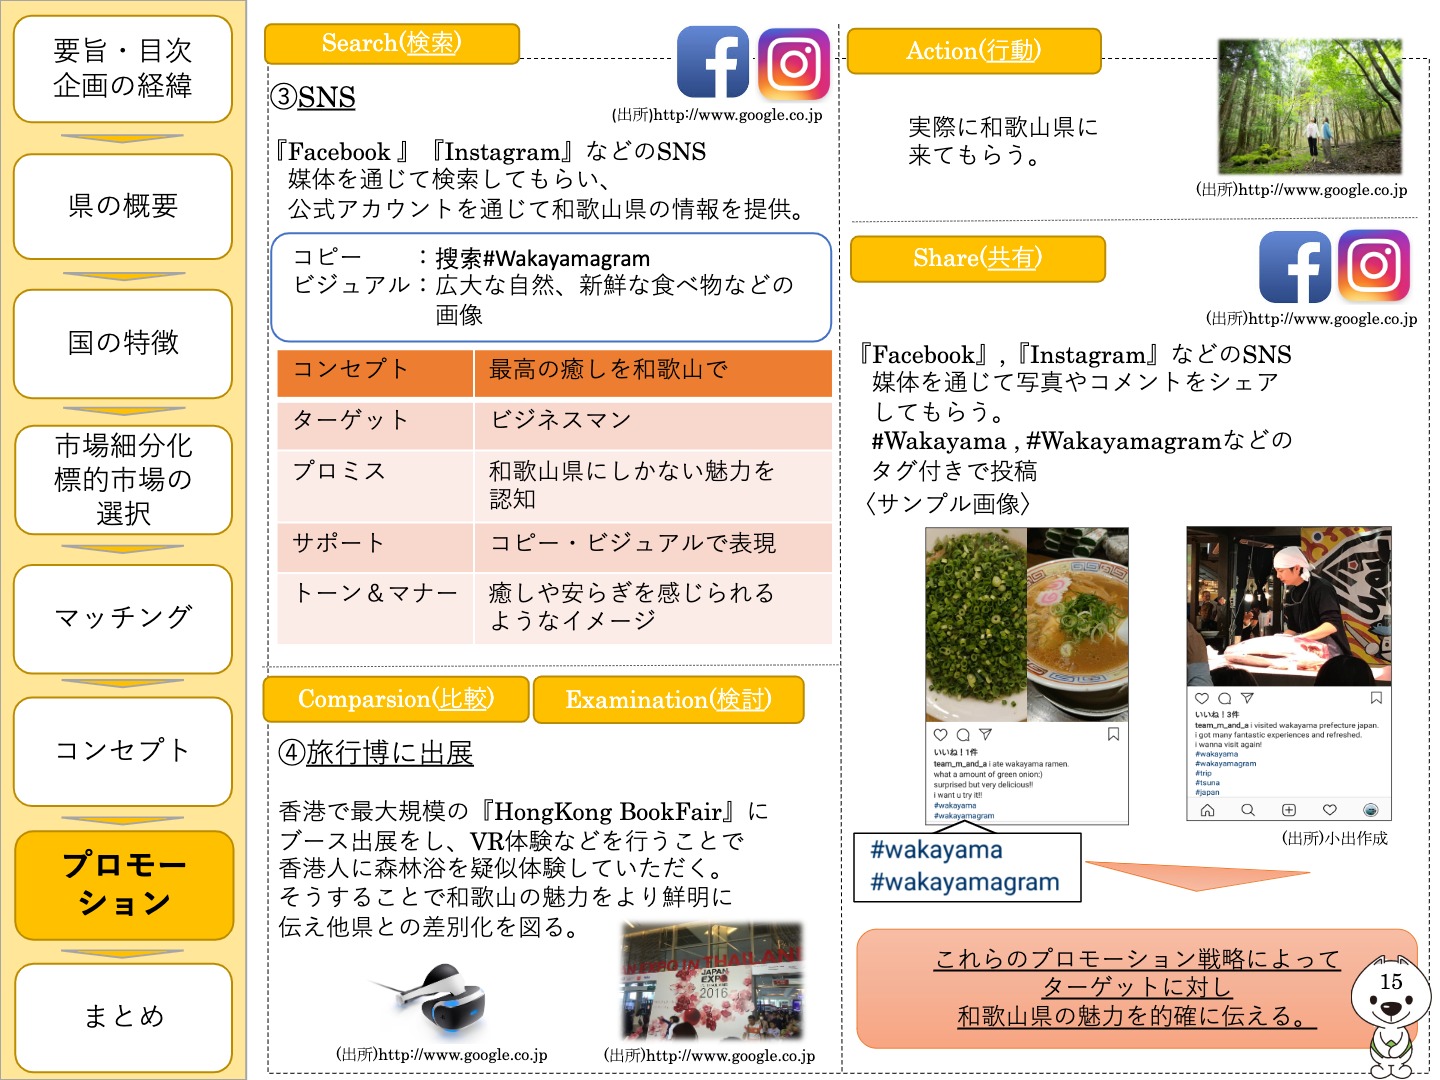 要旨・目次
企画の経緯
県の概要
国の特徴
市場細分化
標的市場の
選択
マッチング
コンセプト
プロモー
ション
まとめ
Search(検索)
③SNS
(出所)http://www.google.co.jp
『Facebook 』『Instagram』などのSNS
媒体を通じて検索してもらい、
公式アカウントを通じて和歌山県の情報を提供。
コピー　　：捜索#Wakayamagram
ビジュアル：広大な自然、新鮮な食べ物などの
画像
コンセプト　最高の癒しを和歌山で
ターゲット　ビジネスマン
プロミス　和歌山県にしかない魅力を
認知
サポート　コピー・ビジュアルで表現
トーン＆マナー　癒しや安らぎを感じられる
ようなイメージ
Comparsion(比較)
Examination(検討)
④旅行博に出展
香港で最大規模の『HongKong BookFair』に
ブース出展をし、VR体験などを行うことで
香港人に森林浴を疑似体験していただく。
そうすることで和歌山の魅力をより鮮明に
伝え他県との差別化を図る。
JAPAN
EXPO
2016
(出所)http://www.google.co.jp
(出所)http://www.google.co.jp
Action(行動)
実際に和歌山県に
来てもらう。
(出所)http://www.google.co.jp
Share(共有)
(出所)http://www.google.co.jp
『Facebook』,『Instagram』などのSNS
媒体を通じて写真やコメントをシェア
してもらう。
#Wakayama , #Wakayamagramなどの
タグ付きで投稿
〈サンプル画像〉
いいね！1件
team_m_and_a i ate wakayama ramen.
what a amount of green onion:)
surprised but very delicious!!
i want u try it!!
#wakayama
#wakayamagram
いいね！3件
team_m_and_a i visited wakayama prefecture japan.
i got many fantastic experiences and refreshed.
i wanna visit again!
#wakayama
#wakayamagram
#trip
#tsuna
#japan
(出所)小出作成
#wakayama
#wakayamagram
これらのプロモーション戦略によって
ターゲットに対し
和歌山県の魅力を的確に伝える。
15